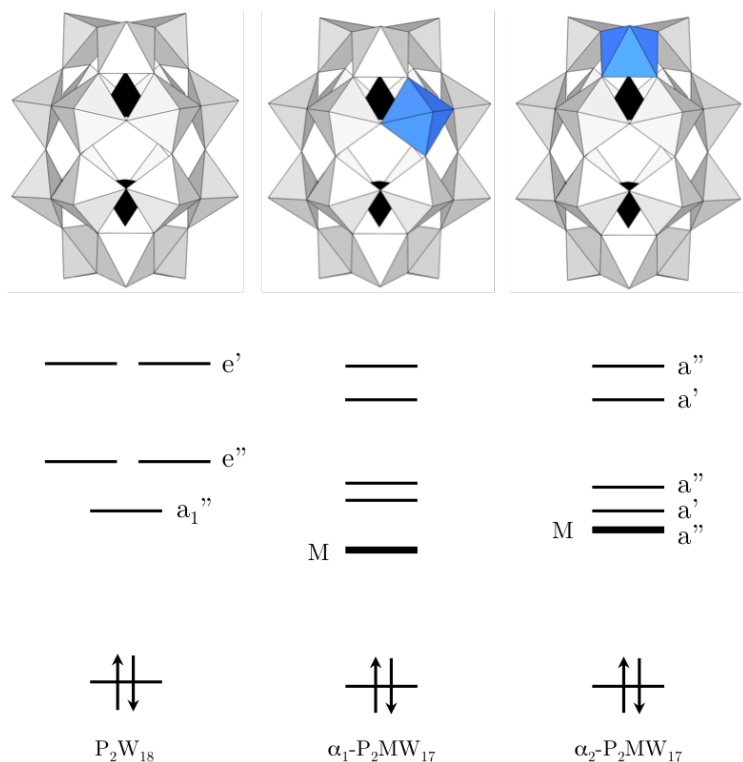 e’
a”
a’
e”
a”
a’
a₁”
M
M
a”
P₂W₁₈
α₁-P₂MW₁₇
α₂-P₂MW₁₇